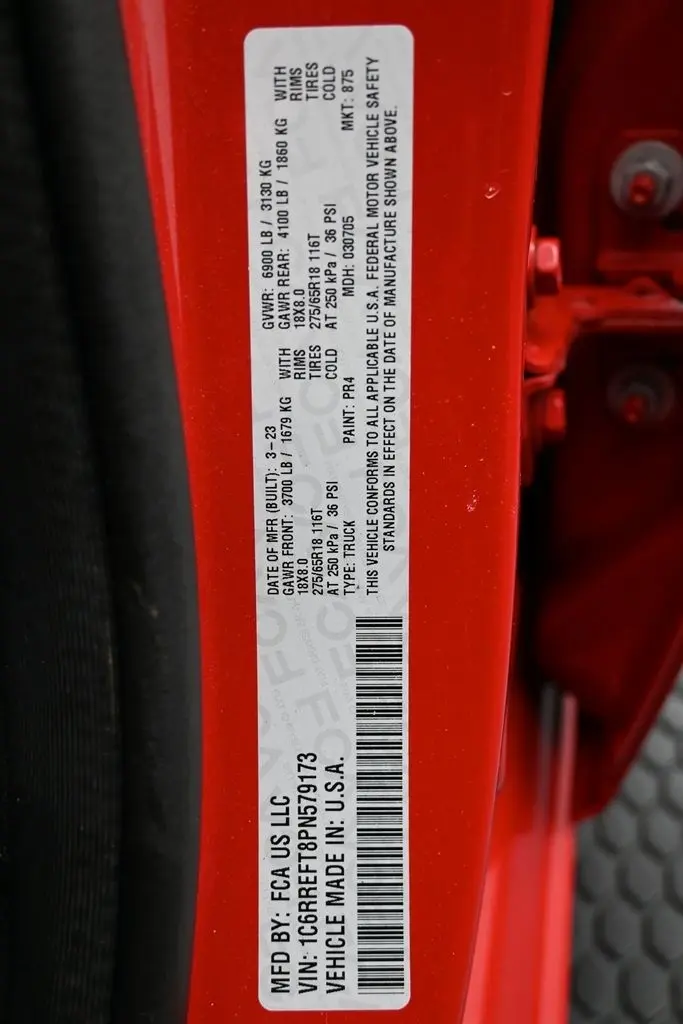 MFD BY: FCA US LLC
VIN: 1C6RREFT8PN579173
VEHICLE MADE IN: U.S.A.
DATE OF MFR (BUILT): 3-23
GAWR FRONT: 3700 LB / 1679 KG WITH
18X8.0 RIMS
275/65R18 116T TIRES
AT 250 kPa / 36 PSI COLD
GVWR: 6900 LB / 3130 KG
GAWR REAR: 4100 LB / 1860 KG WITH
18X8.0 RIMS
275/65R18 116T TIRES
AT 250 kPa / 36 PSI COLD
TYPE: TRUCK PAINT: PR4 MDH: 030705 MKT: 875
THIS VEHICLE CONFORMS TO ALL APPLICABLE U.S.A. FEDERAL MOTOR VEHICLE SAFETY
STANDARDS IN EFFECT ON THE DATE OF MANUFACTURE SHOWN ABOVE.